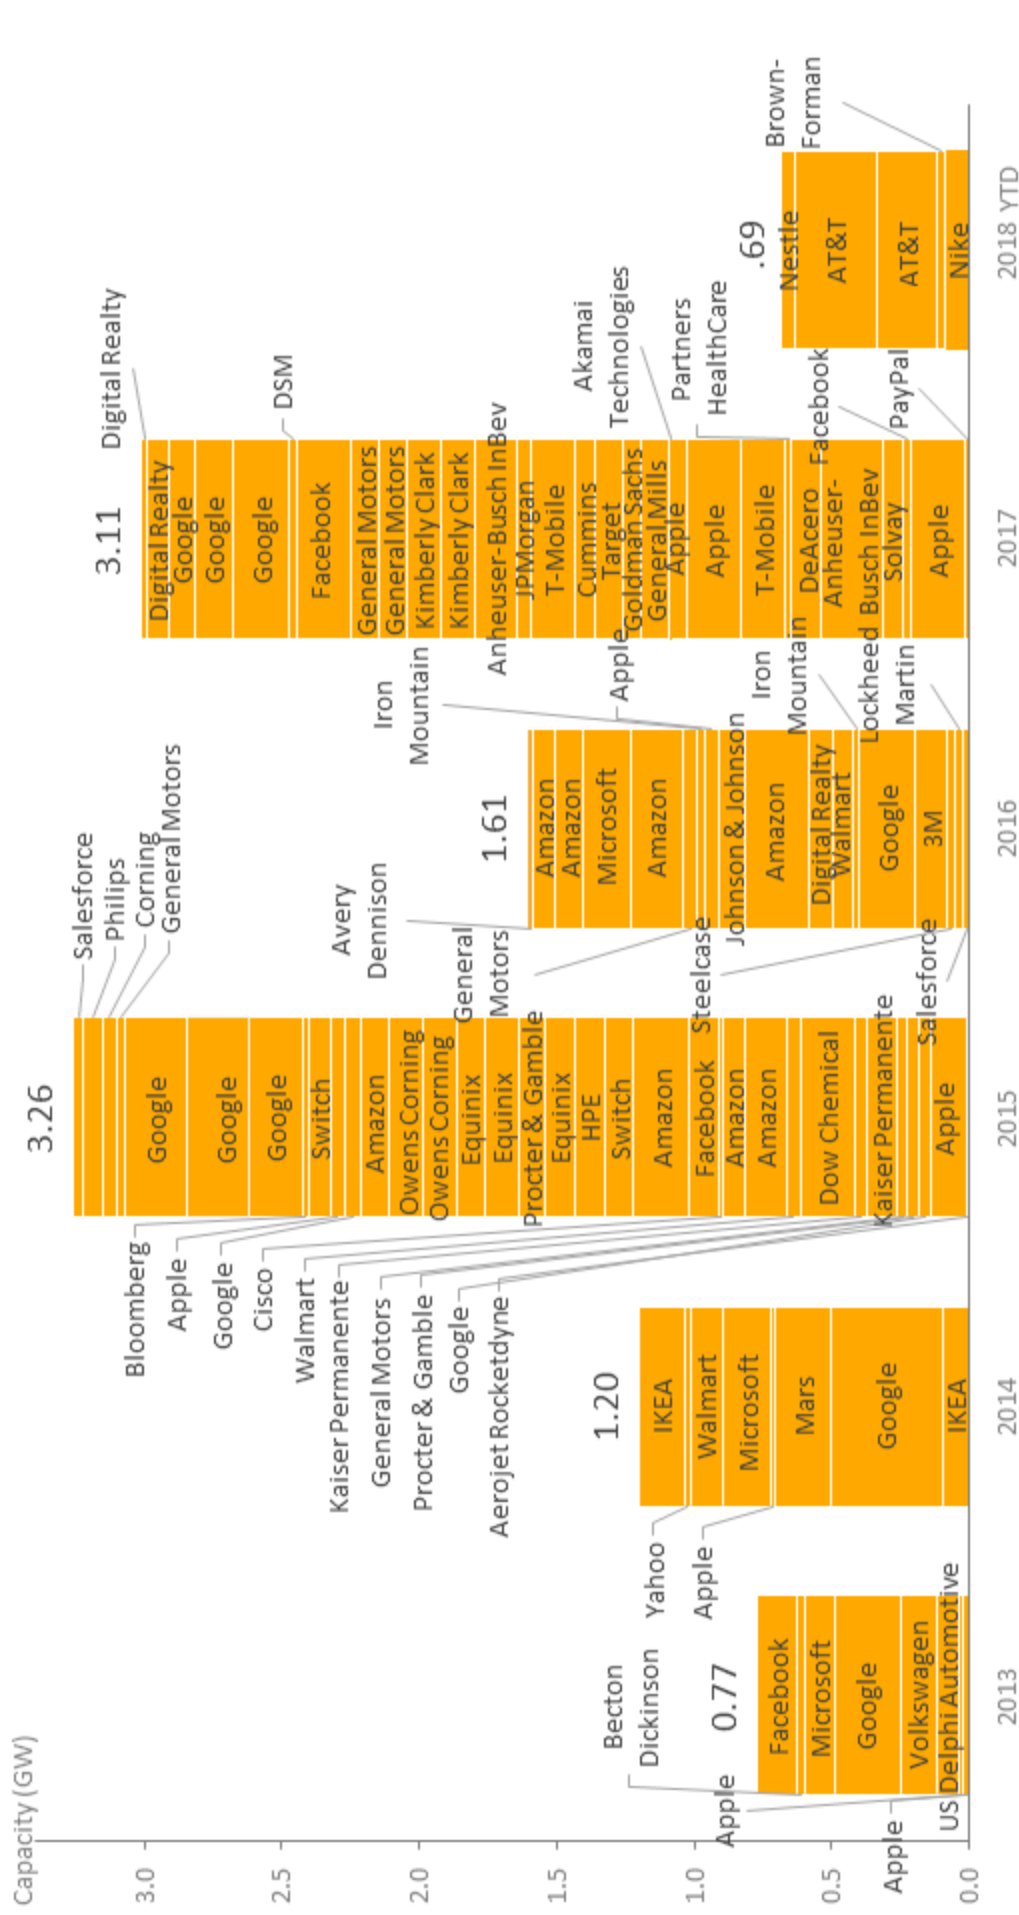 Capacity (GW)
3.0
2.5
2.0
1.5
1.0
0.5
0.0
0.77
Becton
Dickinson
Apple
Facebook
Microsoft
Google
Volkswagen
US Delphi Automotive
Apple
2013
1.20
Yahoo
Apple
IKEA
Walmart
Microsoft
Mars
Google
IKEA
2014
3.26
Salesforce
Philips
Corning
General Motors
Bloomberg
Apple
Google
Cisco
Walmart
Kaiser Permanente
General Motors
Procter & Gamble
Google
Aerojet Rocketdyne
Google
Google
Google
Switch
Amazon
Owens Corning
Owens Corning
Equinix
Equinix
Procter & Gamble
Equinix
HPE
Switch
Amazon
Facebook
Amazon
Amazon
Dow Chemical
Kaiser Permanente
Apple
2015
1.61
Avery
Dennison
General
Motors
Steelcase
Salesforce
Iron
Mountain
Apple
Iron
Mountain
Lockheed
Martin
Amazon
Amazon
Microsoft
Amazon
Johnson & Johnson
Amazon
Digital Realty
Walmart
Google
3M
2016
3.11
Digital Realty
DSM
Akamai
Technologies
Partners
HealthCare
Facebook
PayPal
Digital Realty
Google
Google
Google
Facebook
General Motors
General Motors
Kimberly Clark
Kimberly Clark
Anheuser-Busch InBev
JPMorgan
T-Mobile
Cummins
Target
Goldman Sachs
General Mills
Apple
Apple
T-Mobile
DeAcero
Anheuser-
Busch InBev
Solvay
Apple
2017
.69
Brown-
Forman
Nestle
AT&T
AT&T
Nike
2018 YTD